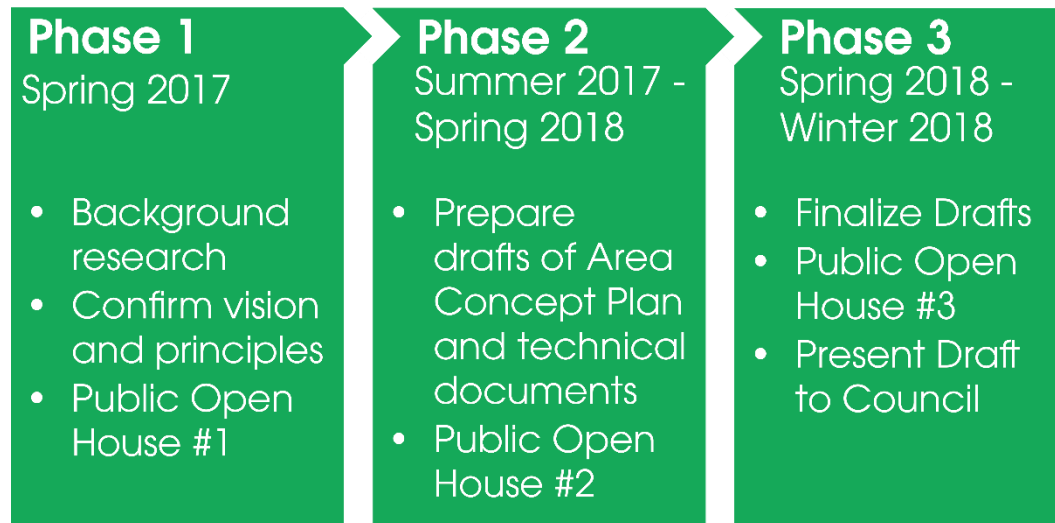 Phase 1
Spring 2017
• Background
research
• Confirm vision
and principles
• Public Open
House #1
Phase 2
Summer 2017 -
Spring 2018
• Prepare
drafts of Area
Concept Plan
and technical
documents
• Public Open
House #2
Phase 3
Spring 2018 -
Winter 2018
• Finalize Drafts
• Public Open
House #3
• Present Draft
to Council